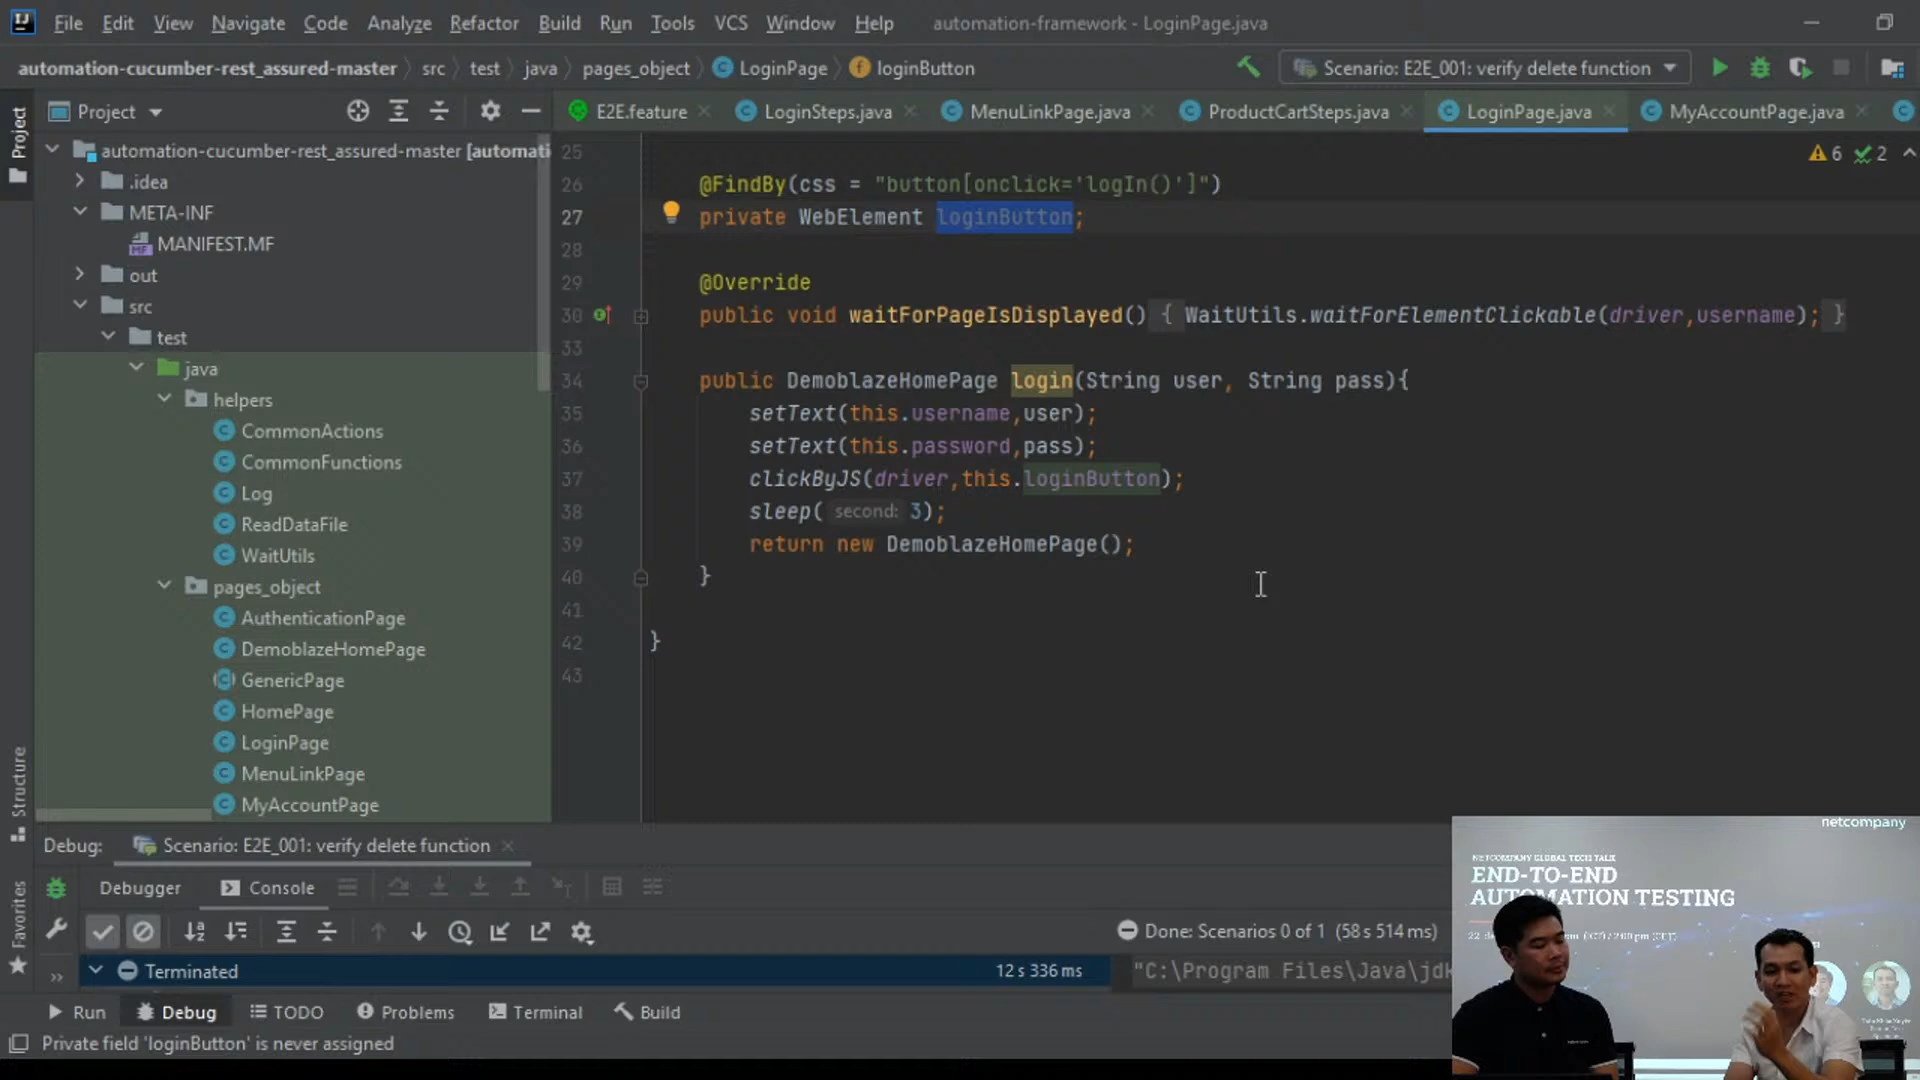 File Edit View Navigate Code Analyze Refactor Build Run Tools VCS Window Help automation-framework - LoginPage.java
automation-cucumber-rest_assured-master src test java pages_object LoginPage loginButton Scenario: E2E_001: verify delete function
Project
E2E.feature LoginSteps.java MenuLinkPage.java ProductCartSteps.java LoginPage.java MyAccountPage.java
Project
Structure
Favorites
automation-cucumber-rest_assured-master [automati
.idea
META-INF
MANIFEST.MF
out
src
test
java
helpers
CommonActions
CommonFunctions
Log
ReadDataFile
WaitUtils
pages_object
AuthenticationPage
DemoblazeHomePage
GenericPage
HomePage
LoginPage
MenuLinkPage
MyAccountPage
6 2
25
26 @FindBy(css = "button[onclick='logIn()']")
27 private WebElement loginButton;
28
29 @Override
30 public void waitForPageIsDisplayed() { WaitUtils.waitForElementClickable(driver,username); }
33
34 public DemoblazeHomePage login(String user, String pass){
35 setText(this.username,user);
36 setText(this.password,pass);
37 clickByJS(driver,this.loginButton);
38 sleep( second: 3);
39 return new DemoblazeHomePage();
40 }
41
42 }
43
Debug: Scenario: E2E_001: verify delete function
Debugger Console
Done: Scenarios 0 of 1 (58 s 514 ms)
Terminated 12 s 336 ms
"C:\Program Files\Java\jdk
Run Debug TODO Problems Terminal Build
Private field 'loginButton' is never assigned
netcompany
NETCOMPANY GLOBAL TECH TALK
END-TO-END
AUTOMATION TESTING